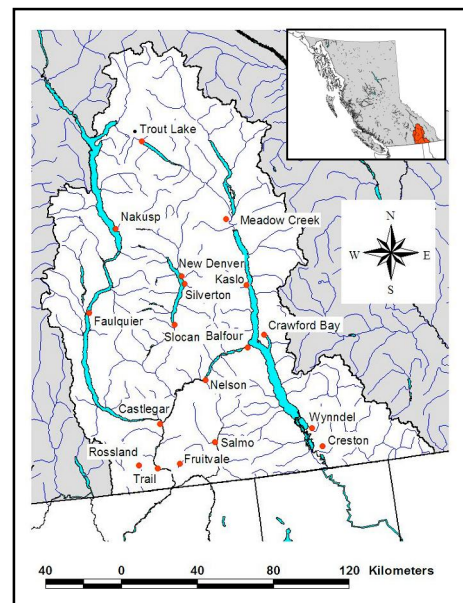 Trout Lake
Nakusp
Meadow Creek
N
W E
S
New Denver
Kaslo
Silverton
Faulquier
Crawford Bay
Slocan Balfour
Nelson
Castlegar
Wynndel
Salmo
Creston
Rossland
Fruitvale
Trail
40 0 20 40 80 120 Kilometers